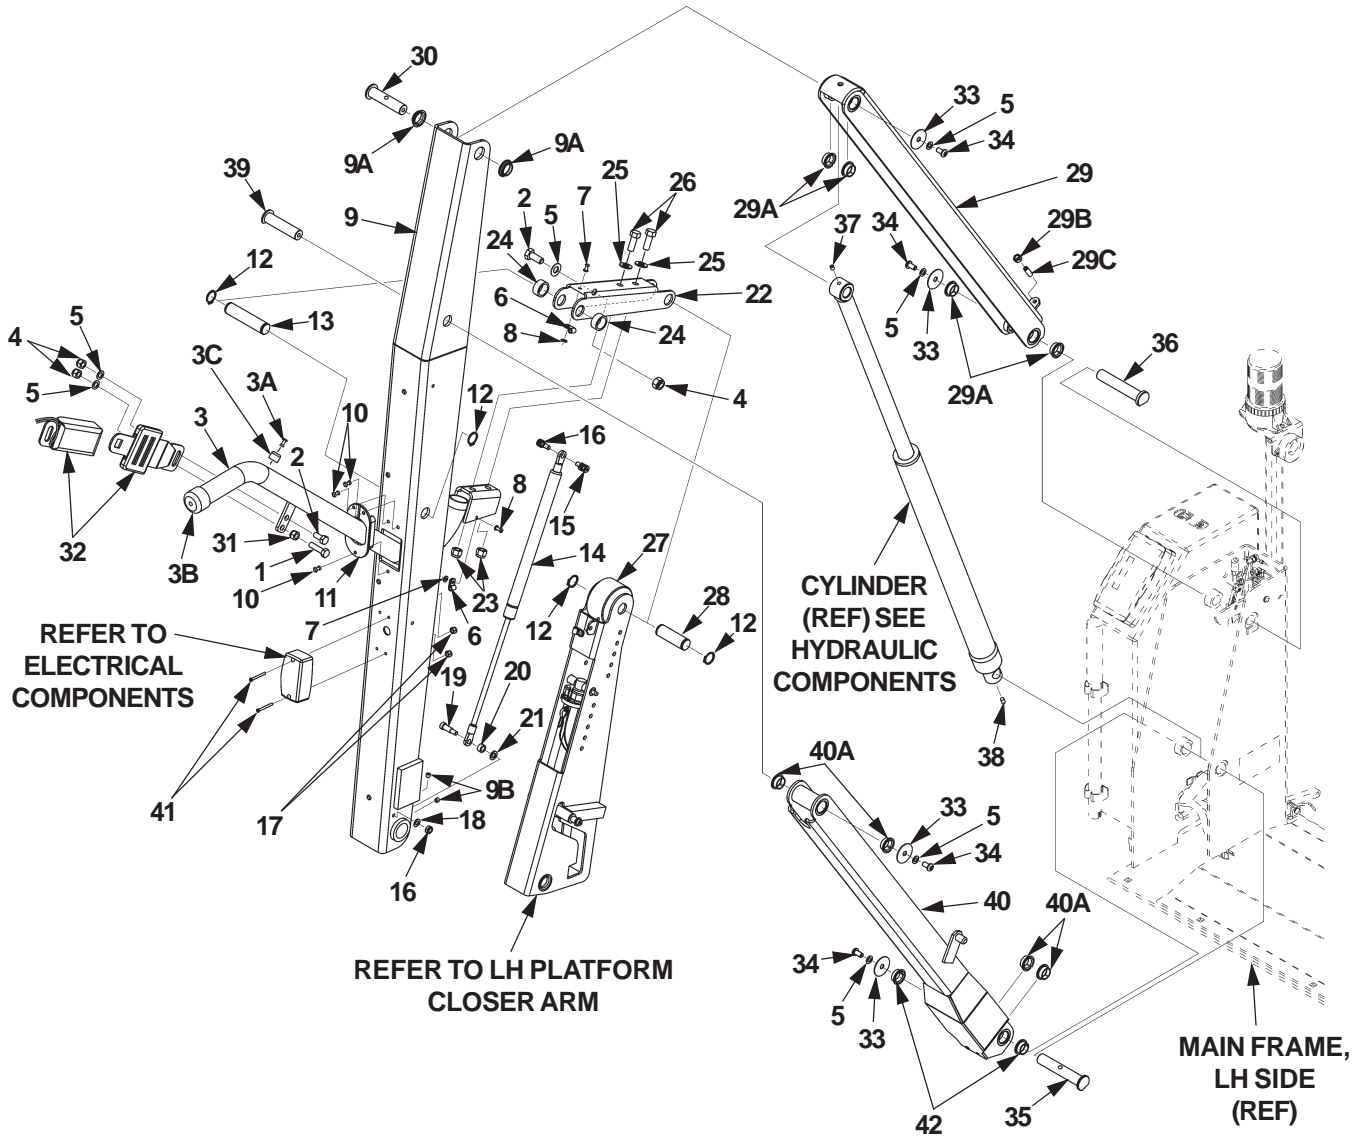 30
33
5
34
9A
9A
39
25
26
29
9
2
5
7
29A
37
34
29B
24
25
29C
12
22
6
5
33
13
24
8
4
5
3C
29A
36
5
3A
4
12
3
10
16
2
8
15
32
14
27
31
3B
1
10
11
23
CYLINDER
(REF) SEE
HYDRAULIC
COMPONENTS
28
12
12
7
6
REFER TO
ELECTRICAL
COMPONENTS
19
20
21
38
40A
41
17
9B
18
33
5
34
16
40
40A
REFER TO LH PLATFORM
CLOSER ARM
34
5
33
MAIN FRAME,
LH SIDE
(REF)
42
35